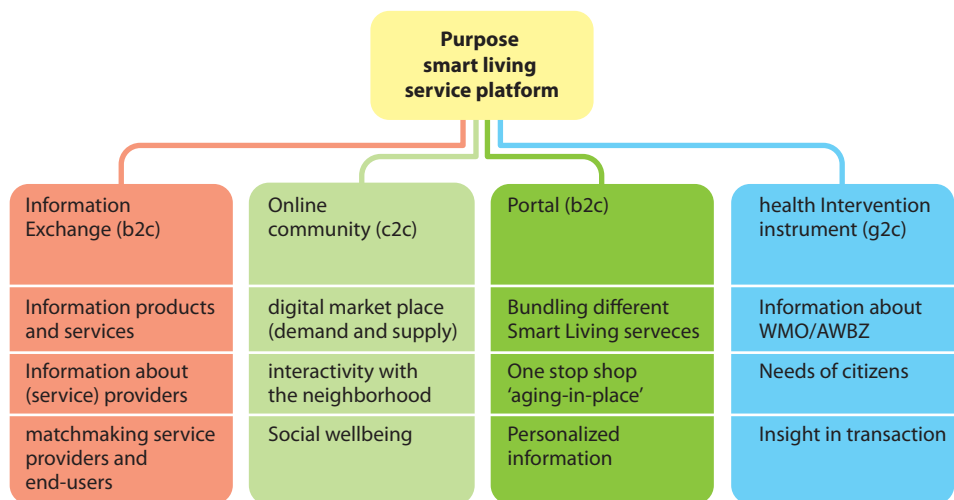 Purpose
smart living
service platform
Information
Exchange (b2c)
Information products
and services
Information about
(service) providers
matchmaking service
providers and
end-users
Online
community (c2c)
digital market place
(demand and supply)
interactivity with
the neighborhood
Social wellbeing
Portal (b2c)
Bundling different
Smart Living serveces
One stop shop
‘aging-in-place’
Personalized
information
health Intervention
instrument (g2c)
Information about
WMO/AWBZ
Needs of citizens
Insight in transaction